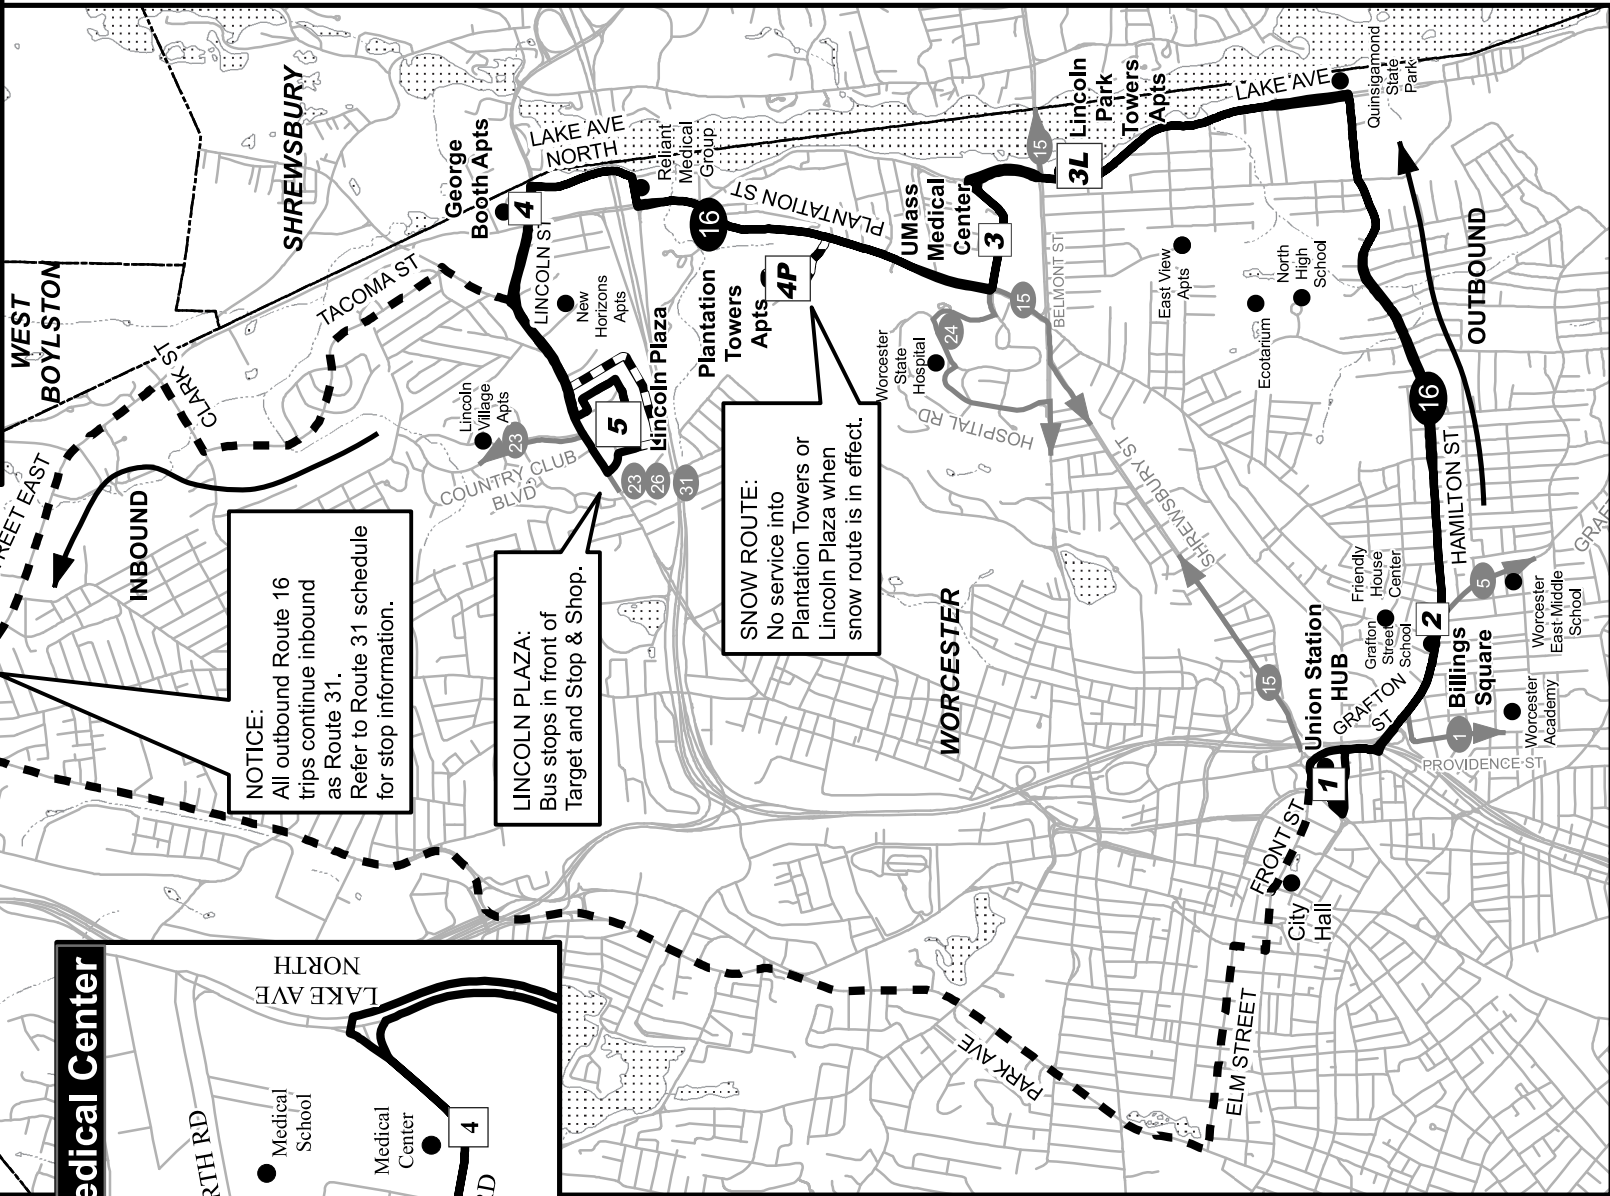 WEST
BOYLSTON
SHREWSBURY
TACOMA ST
CLARK ST
REET EAST
INBOUND
George
Booth Apts
4
LAKE AVE
NORTH
Reliant
Medical
Group
LINCOLN ST
New
Horizons
Apts
Lincoln
Village
Apts
23
COUNTRY CLUB
BLVD
5
Lincoln Plaza
23
26
31
16
PLANTATION ST
Plantation
Towers
Apts
4P
UMass
Medical
Center
3
3L
Lincoln
Park
Towers
Apts
15
LAKE AVE
Quinsigamond
State
Park
BELMONT ST
15
24
Worcester
State
Hospital
HOSPITAL RD
East View
Apts
Ecotarium
North
High
School
OUTBOUND
16
HAMILTON ST
SHREWSBURY ST
SHREWSBURY ST
15
NOTICE:
All outbound Route 16
trips continue inbound
as Route 31.
Refer to Route 31 schedule
for stop information.
LINCOLN PLAZA:
Bus stops in front of
Target and Stop & Shop.
SNOW ROUTE:
No service into
Plantation Towers or
Lincoln Plaza when
snow route is in effect.
WORCESTER
Friendly
House
Center
Grafton
Street
School
2
Billings
Square
5
GRAF
Worcester
East Middle
School
Worcester
Academy
1
PROVIDENCE ST
GRAFTON
ST
Union Station
HUB
1
FRONT ST
City
Hall
ELM STREET
PARK AVE
edical Center
LAKE AVE
NORTH
Medical
School
Medical
Center
4
RTH RD
RD